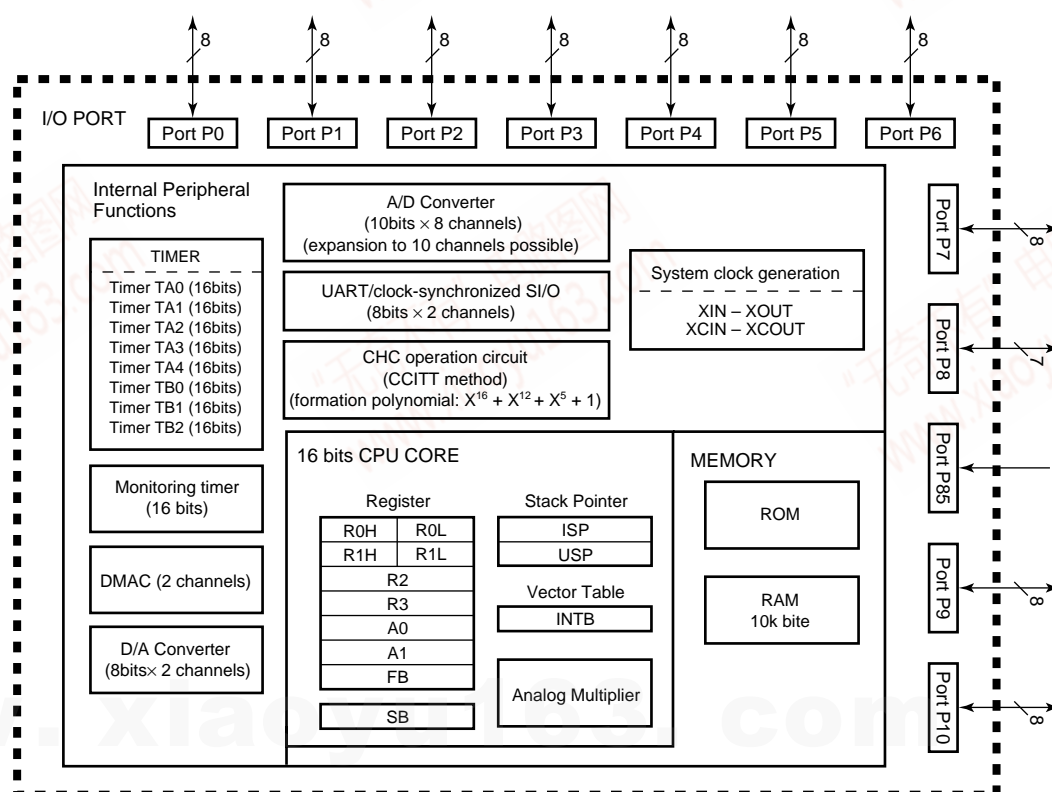 8 8 8 8 8 8 8
I/O PORT
Port P0 Port P1 Port P2 Port P3 Port P4 Port P5 Port P6
Internal Peripheral
Functions
TIMER
Timer TA0 (16bits)
Timer TA1 (16bits)
Timer TA2 (16bits)
Timer TA3 (16bits)
Timer TA4 (16bits)
Timer TB0 (16bits)
Timer TB1 (16bits)
Timer TB2 (16bits)
Monitoring timer
(16 bits)
DMAC (2 channels)
D/A Converter
(8bits× 2 channels)
A/D Converter
(10bits × 8 channels)
(expansion to 10 channels possible)
UART/clock-synchronized SI/O
(8bits × 2 channels)
CHC operation circuit
(CCITT method)
(formation polynomial: X¹⁶ + X¹² + X⁵ + 1)
System clock generation
XIN – XOUT
XCIN – XCOUT
16 bits CPU CORE
Register
R0H R0L
R1H R1L
R2
R3
A0
A1
FB
SB
Stack Pointer
ISP
USP
Vector Table
INTB
Analog Multiplier
MEMORY
ROM
RAM
10k bite
Port P7
8
Port P8
7
Port P85
Port P9
8
Port P10
8
www.xiaoyu163.com